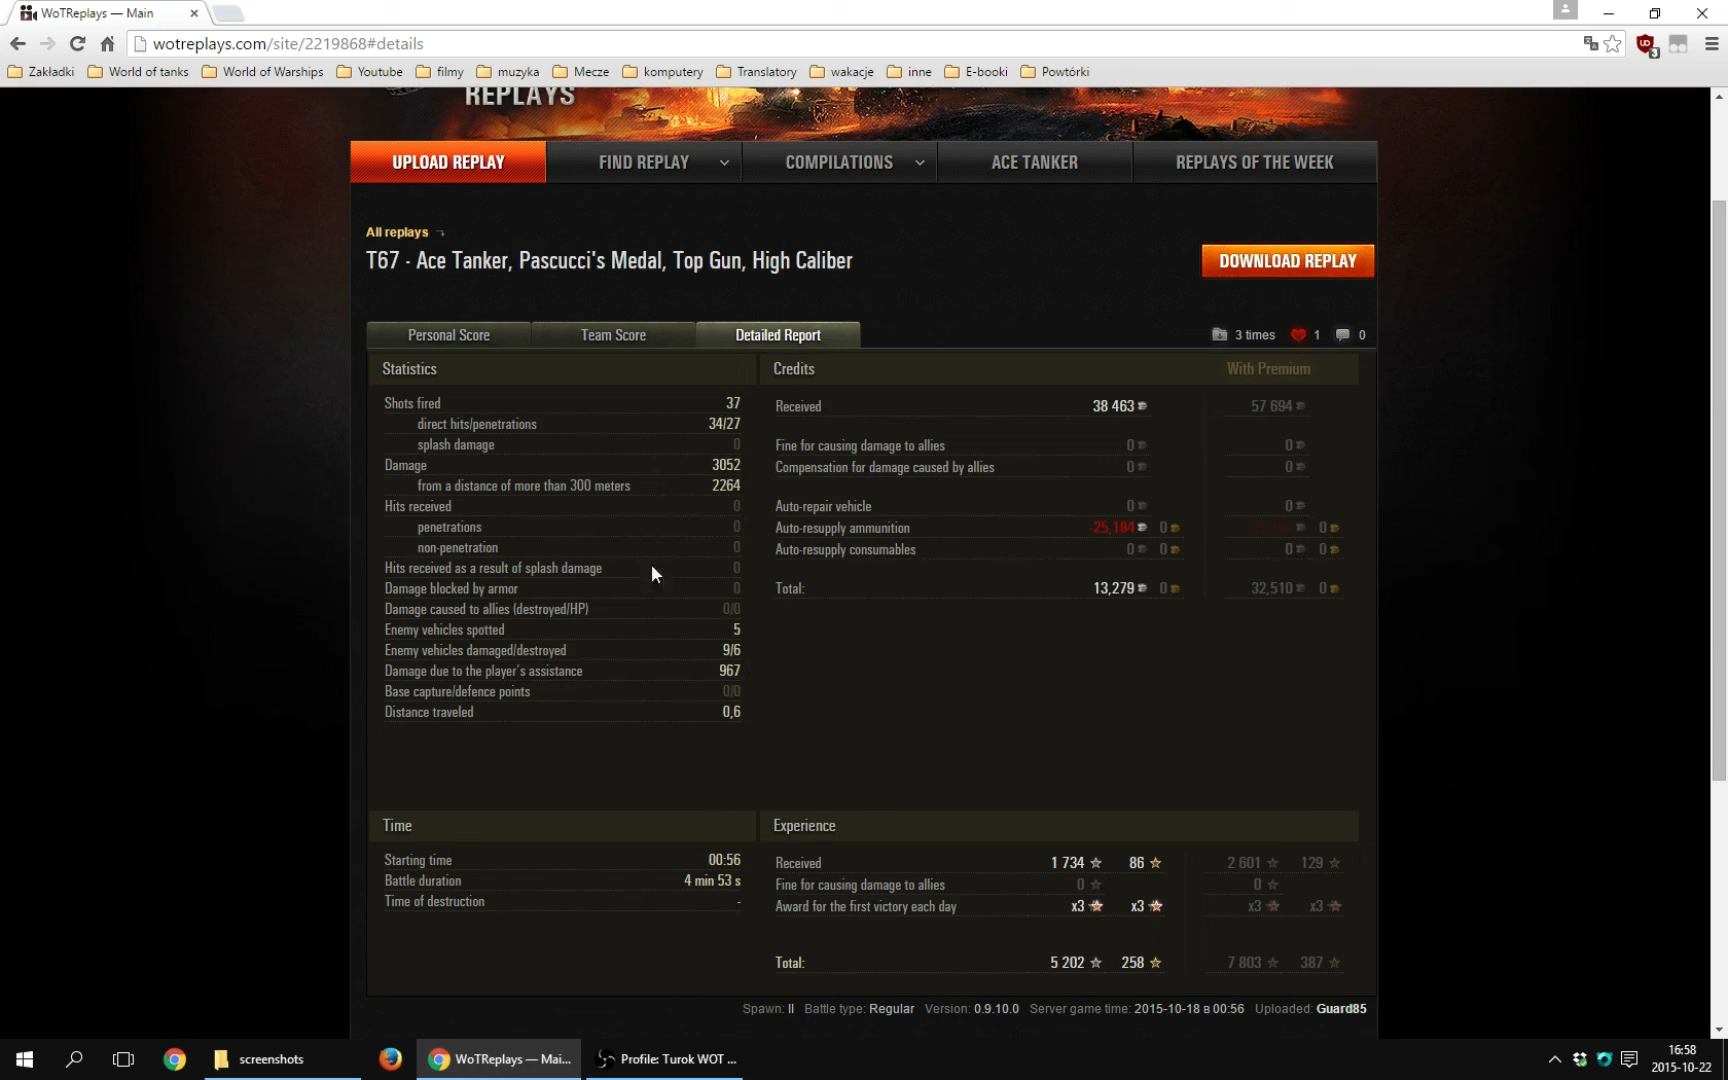 WoTReplays — Main
wotreplays.com/site/2219868#details
Zakładki World of tanks World of Warships Youtube filmy muzyka Mecze komputery Translatory wakacje inne E-booki Powtórki
REPLAYS
UPLOAD REPLAY FIND REPLAY COMPILATIONS ACE TANKER REPLAYS OF THE WEEK
All replays
T67 - Ace Tanker, Pascucci's Medal, Top Gun, High Caliber
DOWNLOAD REPLAY
Personal Score Team Score Detailed Report 3 times 1 0
Statistics
Shots fired 37
direct hits/penetrations 34/27
splash damage 0
Damage 3052
from a distance of more than 300 meters 2264
Hits received 0
penetrations 0
non-penetration 0
Hits received as a result of splash damage 0
Damage blocked by armor 0
Damage caused to allies (destroyed/HP) 0/0
Enemy vehicles spotted 5
Enemy vehicles damaged/destroyed 9/6
Damage due to the player's assistance 967
Base capture/defence points 0/0
Distance traveled 0,6
Credits With Premium
Received 38 463 57 694
Fine for causing damage to allies 0 0
Compensation for damage caused by allies 0 0
Auto-repair vehicle 0 0
Auto-resupply ammunition -25,184 0 0
Auto-resupply consumables 0 0 0 0
Total: 13,279 0 32,510 0
Time
Starting time 00:56
Battle duration 4 min 53 s
Time of destruction -
Experience
Received 1 734 86 2 601 129
Fine for causing damage to allies 0 0
Award for the first victory each day x3 x3 x3 x3
Total: 5 202 258 7 803 387
Spawn: II Battle type: Regular Version: 0.9.10.0 Server game time: 2015-10-18 в 00:56 Uploaded: Guard85
screenshots WoTReplays — Mai... Profile: Turok WOT ...
16:58
2015-10-22